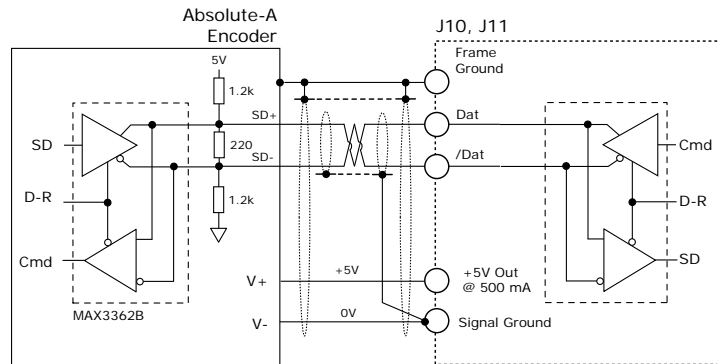 Absolute-A
Encoder
J10, J11
Frame
Ground
5V
1.2k
SD+
Dat
SD
220
Cmd
SD-
/Dat
D-R
1.2k
D-R
Cmd
SD
V+
+5V
+5V Out
@ 500 mA
MAX3362B
V-
0V
Signal Ground